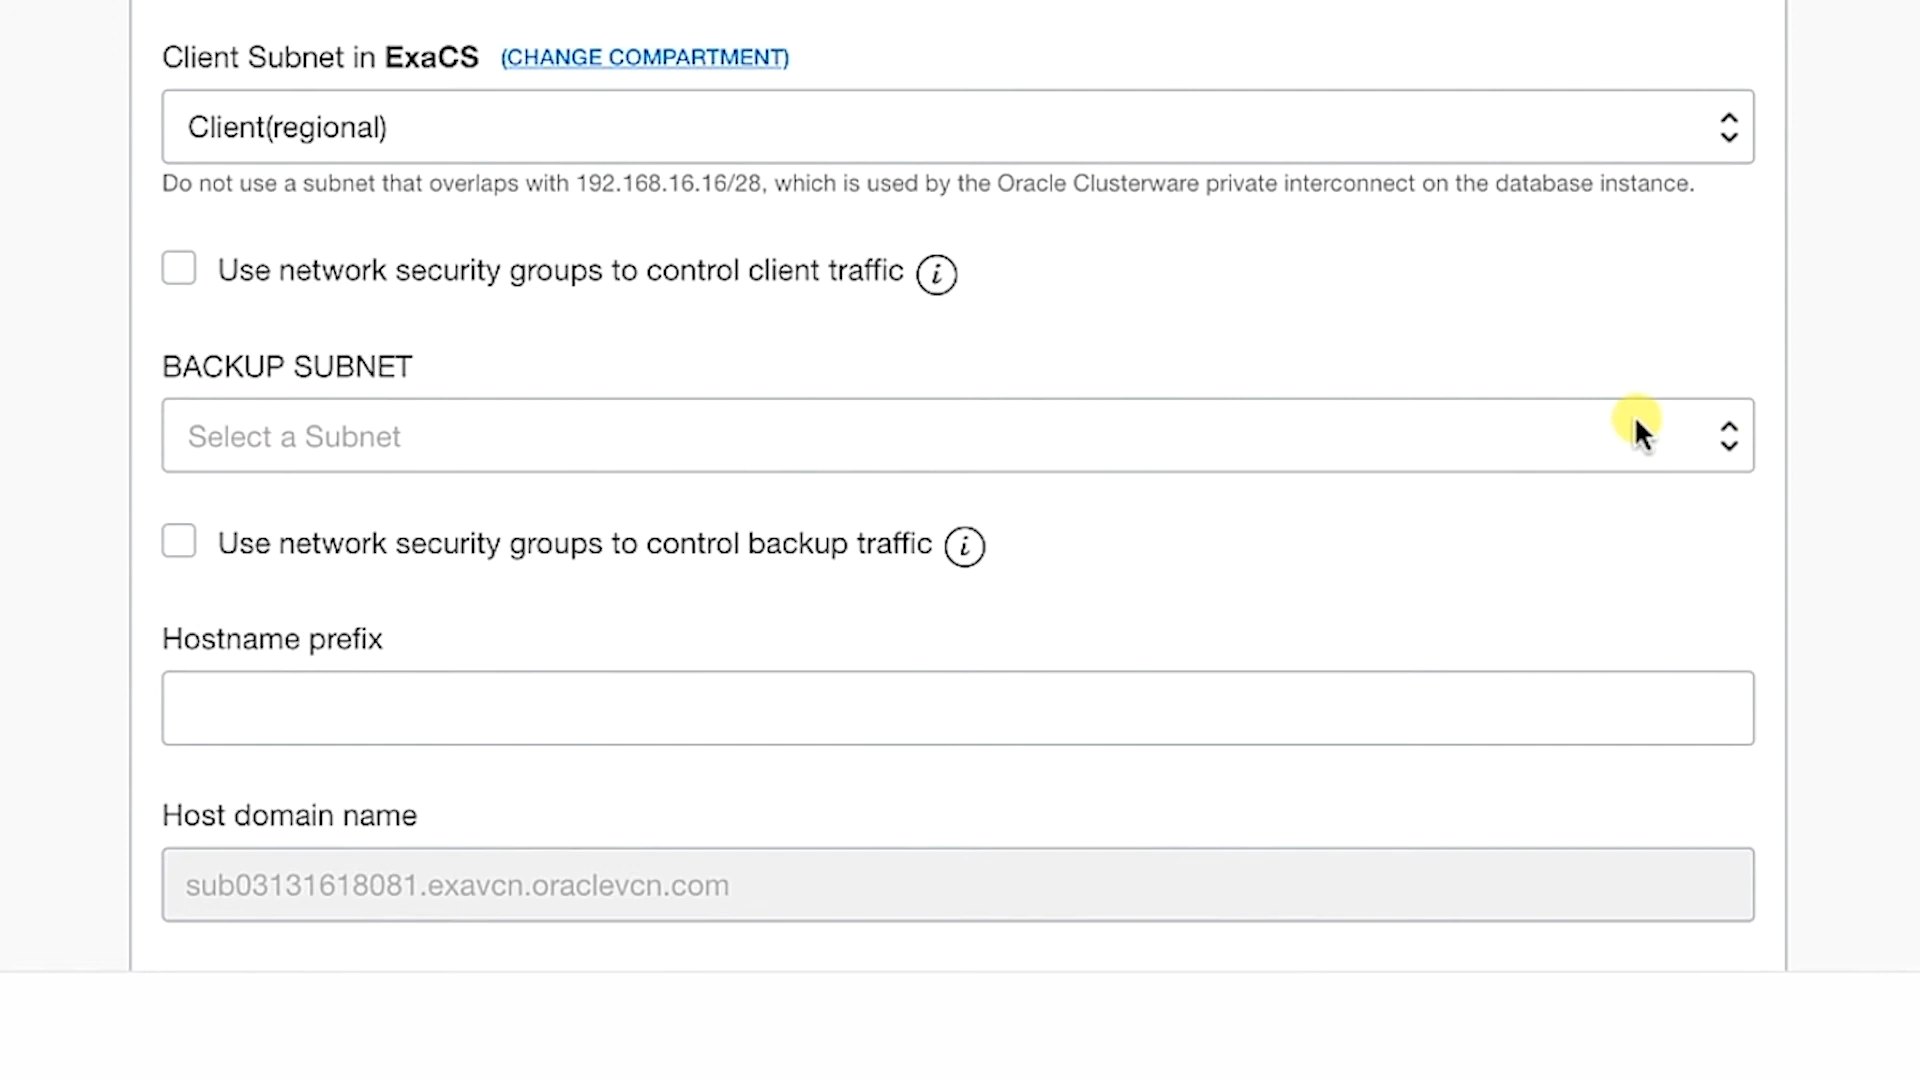 Client Subnet in ExaCS (CHANGE COMPARTMENT)
Client(regional)
Do not use a subnet that overlaps with 192.168.16.16/28, which is used by the Oracle Clusterware private interconnect on the database instance.
Use network security groups to control client traffic i
BACKUP SUBNET
Select a Subnet
Use network security groups to control backup traffic i
Hostname prefix
Host domain name
sub03131618081.exavcn.oraclevcn.com